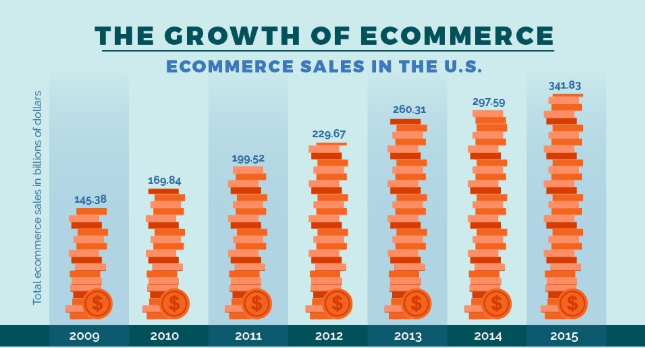 THE GROWTH OF ECOMMERCE
ECOMMERCE SALES IN THE U.S.
Total ecommerce sales in billions of dollars
145.38
169.84
199.52
229.67
260.31
297.59
341.83
$ $ $ $ $ $ $
2009 2010 2011 2012 2013 2014 2015